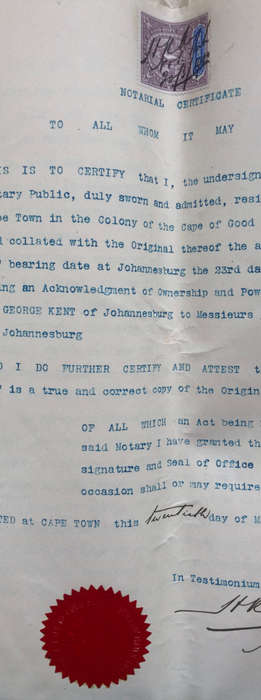 NOTARIAL CERTIFICATE
TO ALL WHOM IT MAY
IS IS TO CERTIFY that I, the undersign
tary Public, duly sworn and admitted, resi
pe Town in the Colony of the Cape of Good
d collated with the Original thereof the a
bearing date at Johannesburg the 23rd da
ing an Acknowledgment of Ownership and Pow
GEORGE KENT of Johannesburg to Messieurs
Johannesburg
D I DO FURTHER CERTIFY AND ATTEST t
" is a true and correct copy of the Origin
OF ALL WHICH an Act being
said Notary I have granted th
signature and Seal of Office
occasion shall or may require
TED at CAPE TOWN this twentieth day of M
In Testimonium